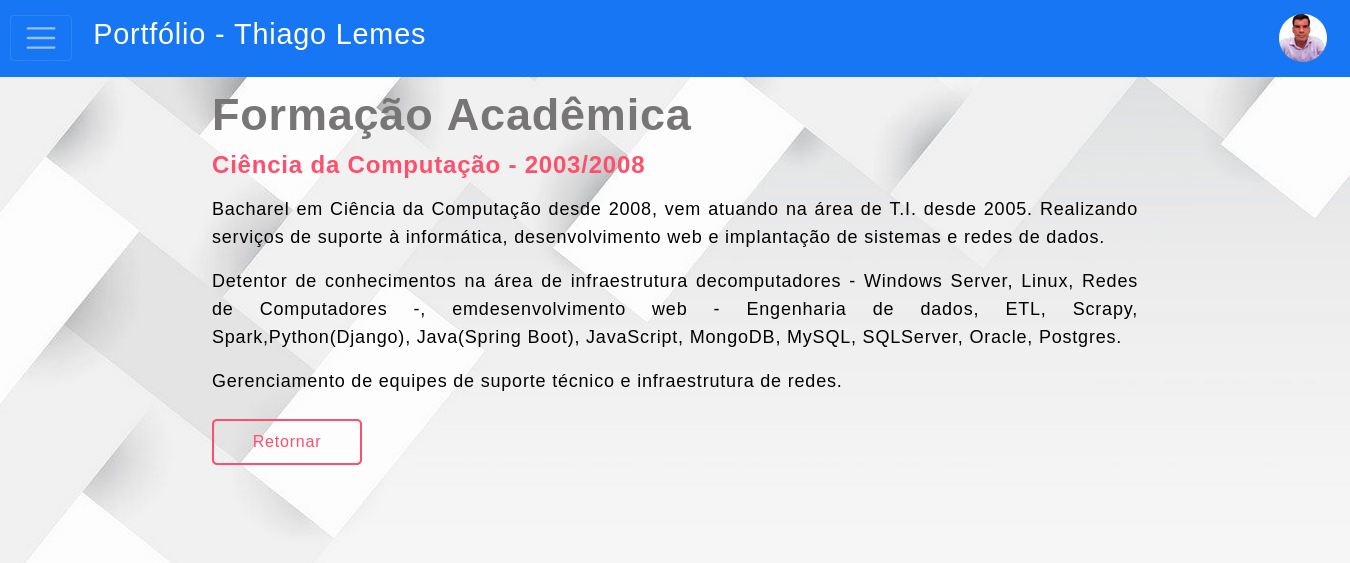 Portfólio - Thiago Lemes
Formação Acadêmica
Ciência da Computação - 2003/2008
Bacharel em Ciência da Computação desde 2008, vem atuando na área de T.I. desde 2005. Realizando
serviços de suporte à informática, desenvolvimento web e implantação de sistemas e redes de dados.
Detentor de conhecimentos na área de infraestrutura decomputadores - Windows Server, Linux, Redes
de Computadores -, emdesenvolvimento web - Engenharia de dados, ETL, Scrapy,
Spark,Python(Django), Java(Spring Boot), JavaScript, MongoDB, MySQL, SQLServer, Oracle, Postgres.
Gerenciamento de equipes de suporte técnico e infraestrutura de redes.
Retornar